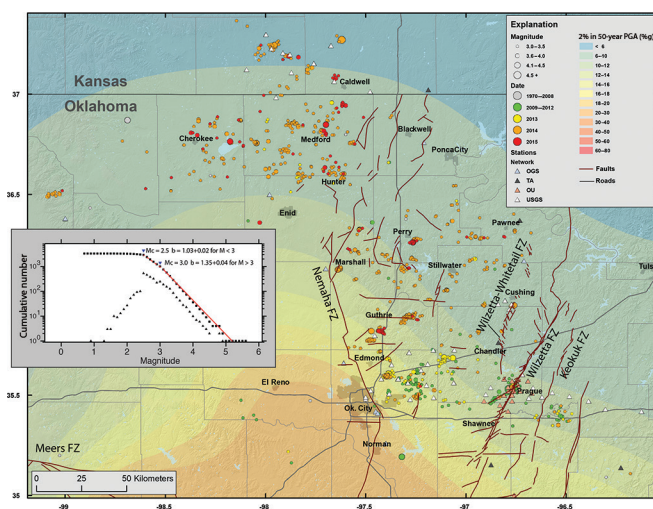 Explanation
Magnitude
3.0–3.5
3.6–4.0
4.1–4.5
4.5 +
Date
1970–2008
2009–2012
2013
2014
2015
Stations
Network
OGS
TA
OU
USGS
2% in 50-year PGA (%g)
< 6
6–10
10–12
12–14
14–16
16–18
18–20
20–30
30–40
40–50
50–60
60–80
Faults
Roads
Kansas
Oklahoma
Caldwell
Cherokee
Medford
Blackwell
PoncaCity
Hunter
Enid
Pawnee
Perry
Marshall
Stillwater
Tuls
Nemaha FZ
Wilzetta-Whitetail FZ
Cushing
Guthrie
Edmond
Chandler
Wilzetta FZ
Keokuk FZ
El Reno
Prague
Ok. City
Shawnee
Norman
Meers FZ
Mc = 2.5 b = 1.03+0.02 for M < 3
Mc = 3.0 b = 1.35+0.04 for M > 3
Cumulative number
10³
10²
10¹
10⁰
0 1 2 3 4 5 6
Magnitude
0 25 50 Kilometers
37
36.5
35.5
35
-99 -98.5 -98 -97.5 -97 -96.5 -96